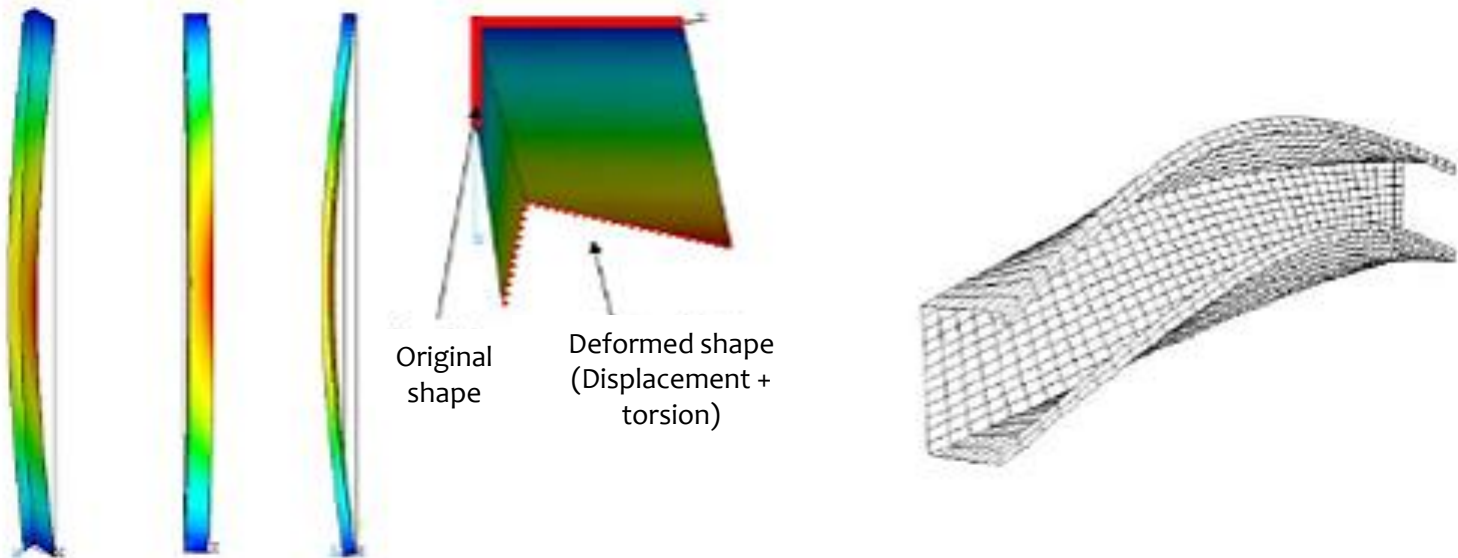 Original
shape
Deformed shape
(Displacement +
torsion)